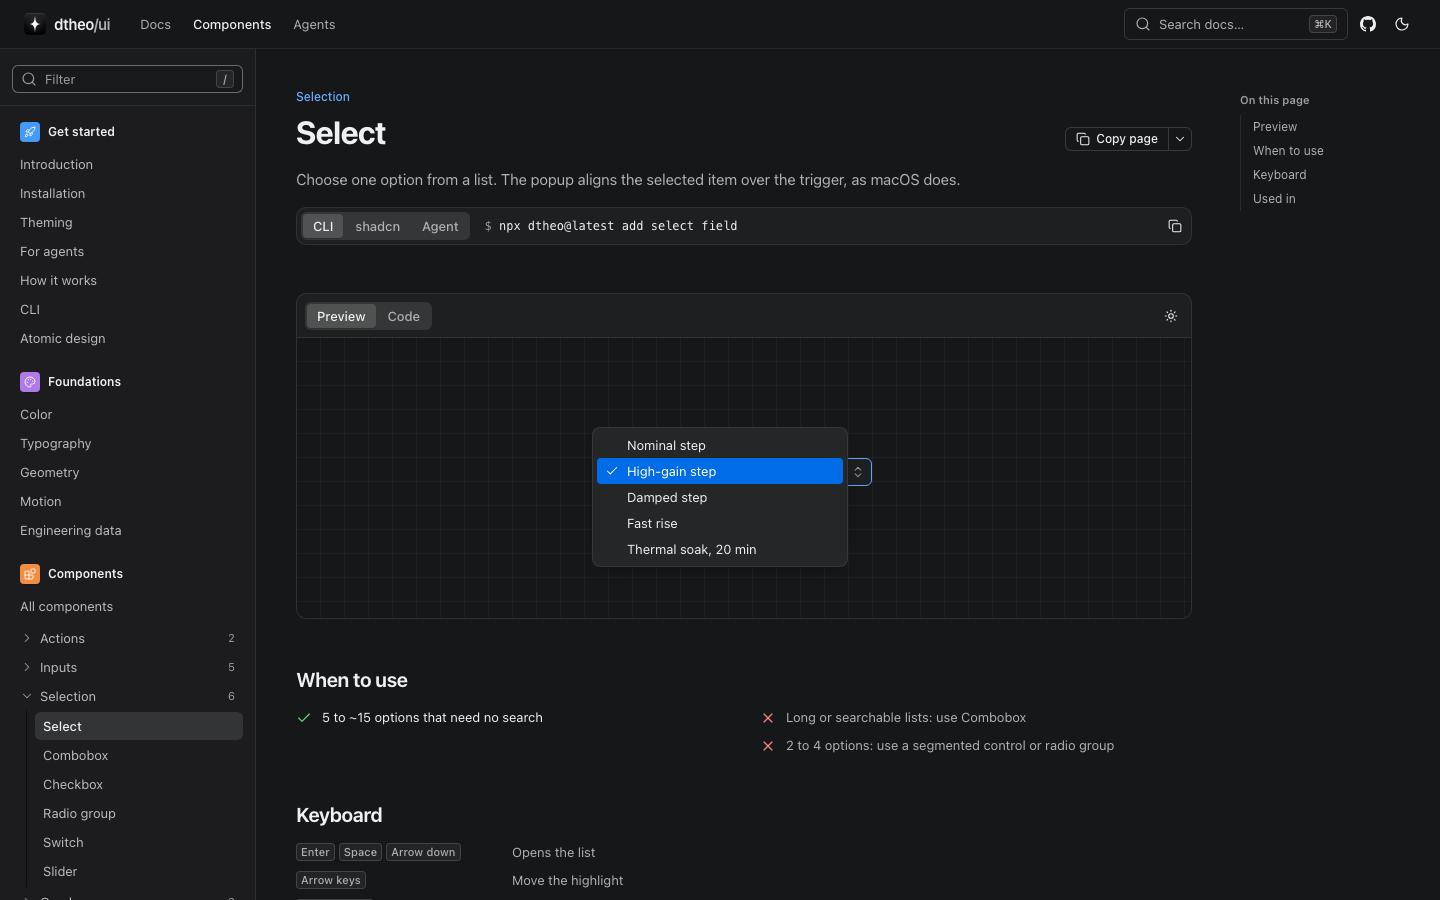 dtheo/ui
Docs
Components
Agents
Search docs...
⌘K
Filter
/
Get started
Introduction
Installation
Theming
For agents
How it works
CLI
Atomic design
Foundations
Color
Typography
Geometry
Motion
Engineering data
Components
All components
Actions 2
Inputs 5
Selection 6
Select
Combobox
Checkbox
Radio group
Switch
Slider
Selection
Select
Copy page
Choose one option from a list. The popup aligns the selected item over the trigger, as macOS does.
CLI
shadcn
Agent
$ npx dtheo@latest add select field
Preview
Code
Nominal step
High-gain step
Damped step
Fast rise
Thermal soak, 20 min
When to use
5 to ~15 options that need no search
Long or searchable lists: use Combobox
2 to 4 options: use a segmented control or radio group
Keyboard
Enter Space Arrow down Opens the list
Arrow keys Move the highlight
On this page
Preview
When to use
Keyboard
Used in